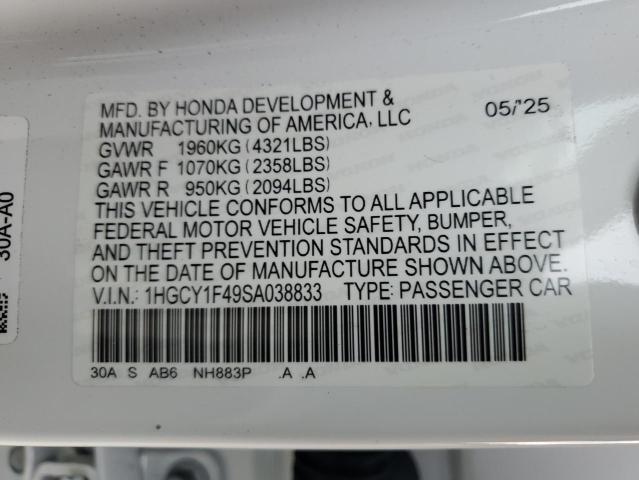 MFD. BY HONDA DEVELOPMENT &
MANUFACTURING OF AMERICA, LLC 05/'25
GVWR 1960KG(4321LBS)
GAWR F 1070KG(2358LBS)
GAWR R 950KG(2094LBS)
THIS VEHICLE CONFORMS TO ALL APPLICABLE
FEDERAL MOTOR VEHICLE SAFETY, BUMPER,
AND THEFT PREVENTION STANDARDS IN EFFECT
ON THE DATE OF MANUFACTURE SHOWN ABOVE.
V.I.N.: 1HGCY1F49SA038833 TYPE: PASSENGER CAR
30A S AB6 NH883P .A .A
30A-A0